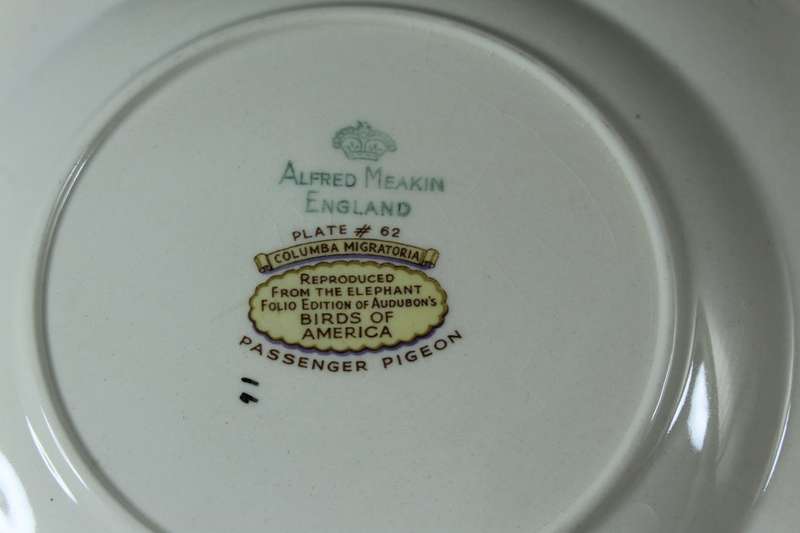 ALFRED MEAKIN
ENGLAND
PLATE # 62
COLUMBA MIGRATORIA
REPRODUCED
FROM THE ELEPHANT
FOLIO EDITION OF AUDUBON'S
BIRDS OF
AMERICA
PASSENGER PIGEON